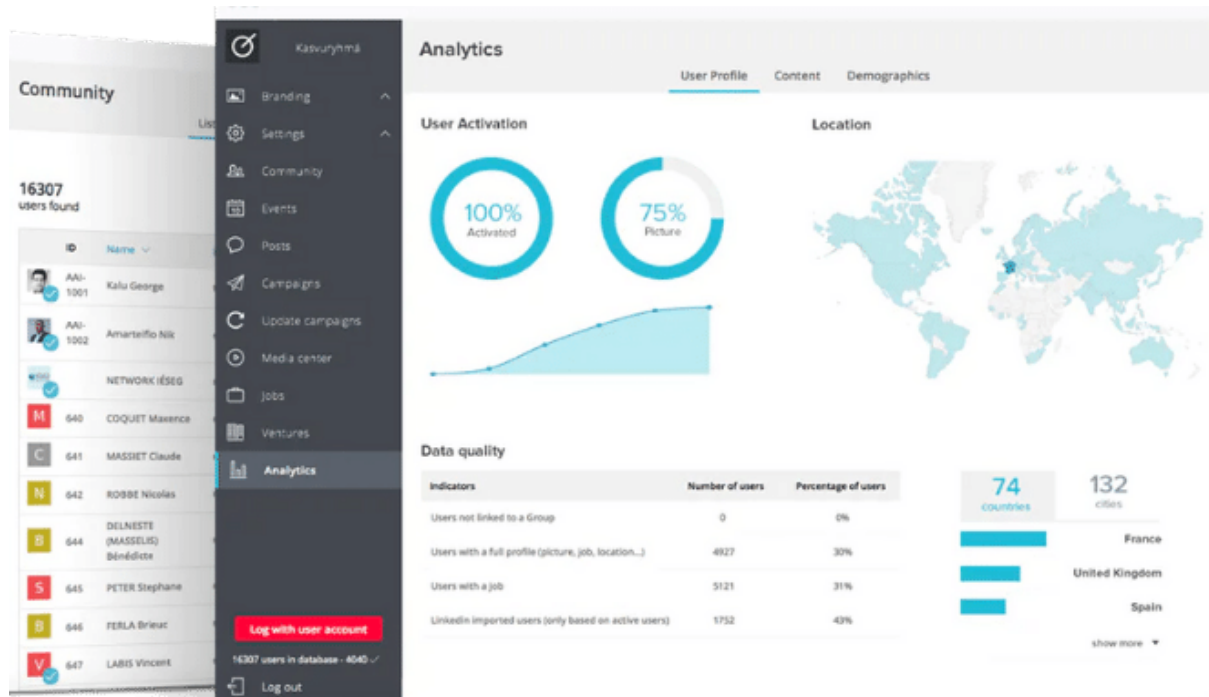 Community
List
16307
users found
ID Name
AAI-
1001 Kalu George
AAI-
1002 Amartelfio Nik
NETWORK IÉSEG
M 640 COQUET Maxence
C 641 MASSIET Claude
N 642 ROBBE Nicolas
B 644 DELNESTE
(MASSELIS)
Bénédicte
S 645 PETER Stephane
B 646 FERLA Brieuc
V 647 LABIS Vincent
Kasvuryhmä
Branding
Settings
Community
Events
Posts
Campaigns
Update campaigns
Media center
Jobs
Ventures
Analytics
Log with user account
16307 users in database - 4040
Log out
Analytics
User Profile Content Demographics
User Activation
100%
Activated
75%
Picture
Location
Data quality
Indicators Number of users Percentage of users
Users not linked to a Group 0 0%
Users with a full profile (picture, job, location...) 4927 30%
Users with a job 5121 31%
Linkedin imported users (only based on active users) 1752 43%
74
countries
132
cities
France
United Kingdom
Spain
show more